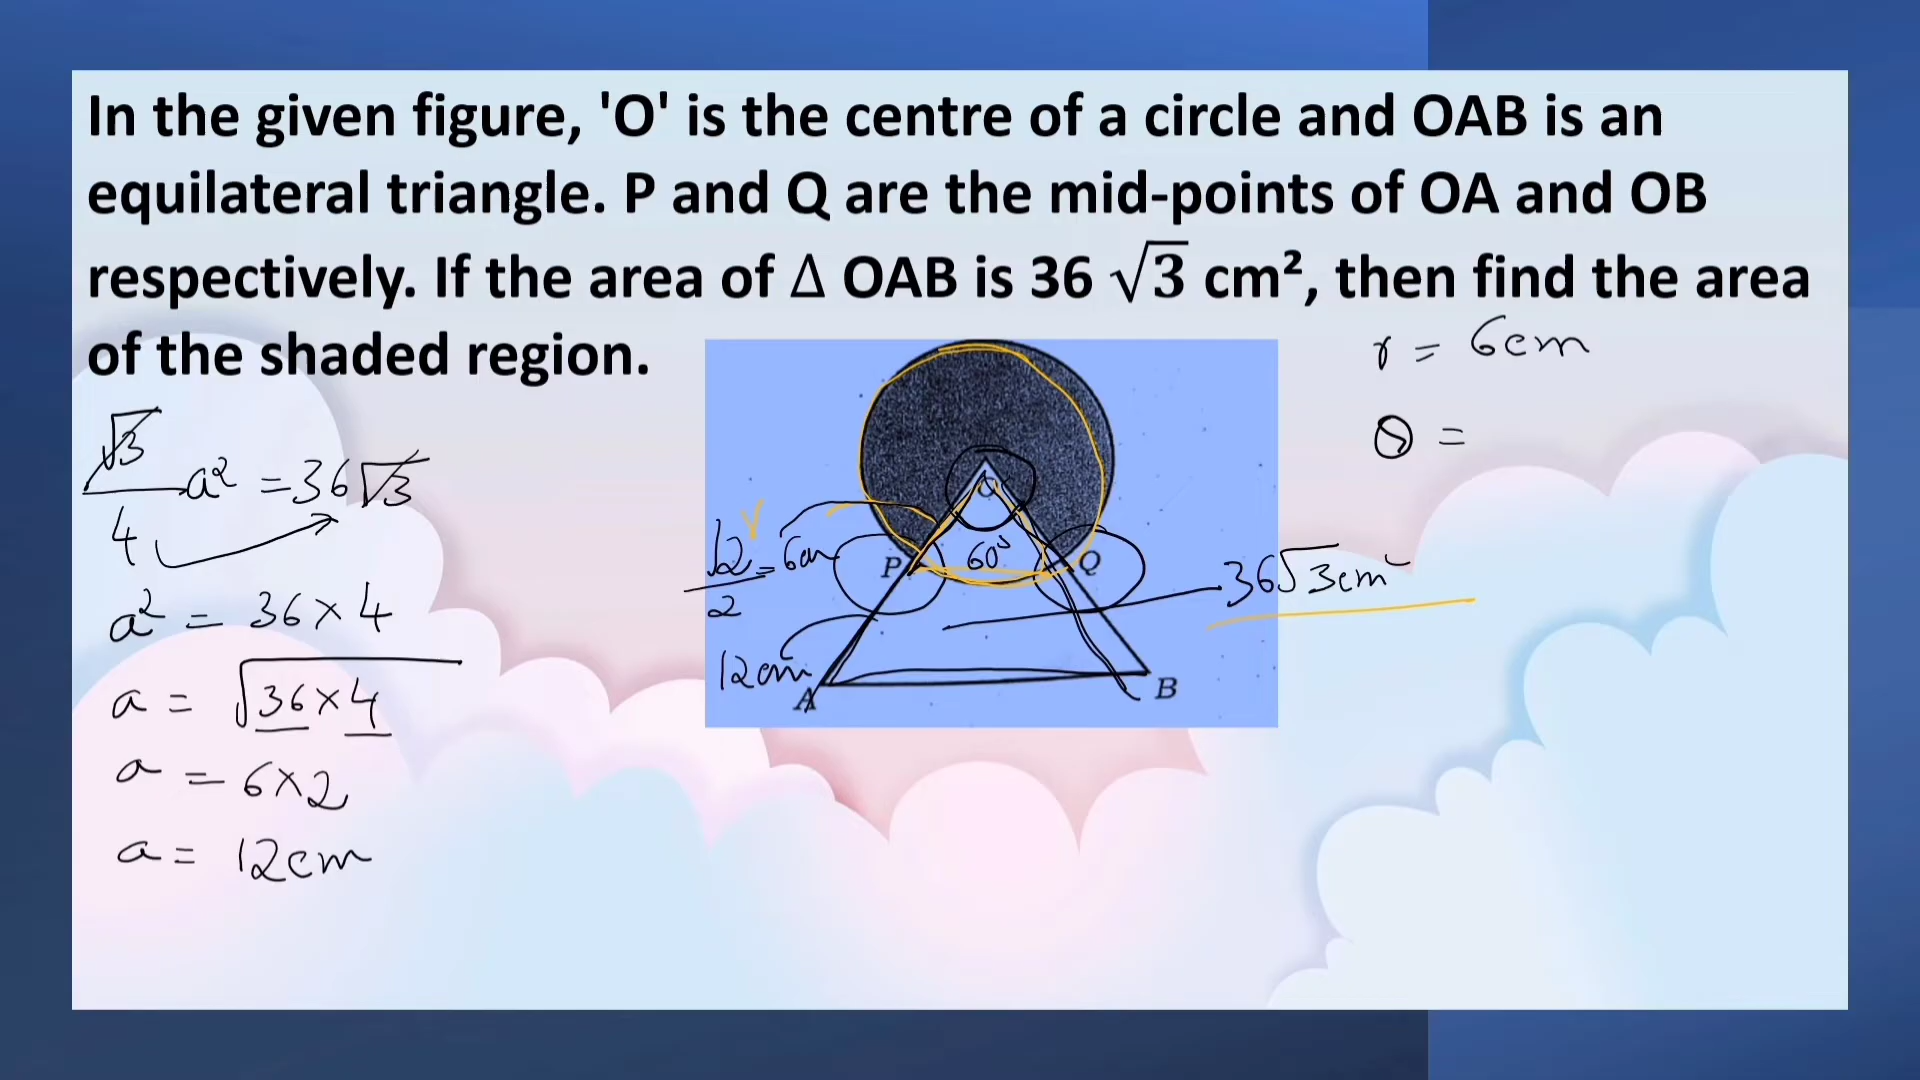 In the given figure, 'O' is the centre of a circle and OAB is an
equilateral triangle. P and Q are the mid-points of OA and OB
respectively. If the area of Δ OAB is 36 √3 cm², then find the area
of the shaded region.
r = 6cm
θ =
√3/4 a² = 36√3
a² = 36 × 4
a = √36×4
a = 6×2
a = 12cm
r
12/2 = 6cm
O
P
60°
Q
36√3cm²
12cm
A
B